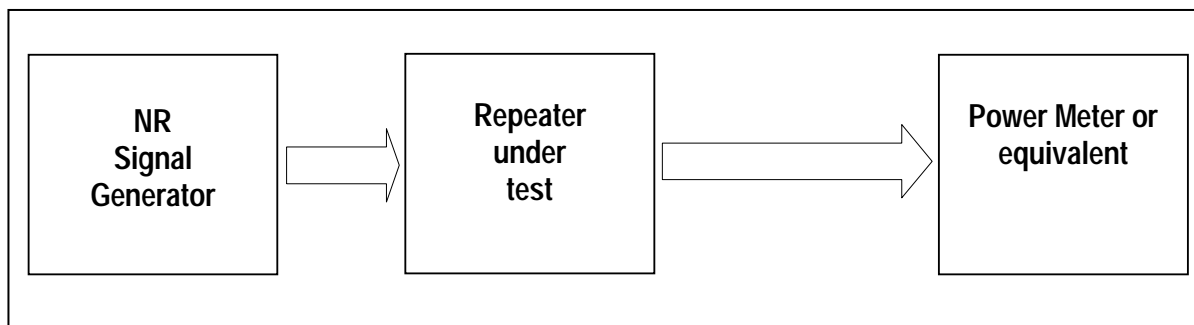 NR
Signal
Generator
Repeater
under
test
Power Meter or
equivalent